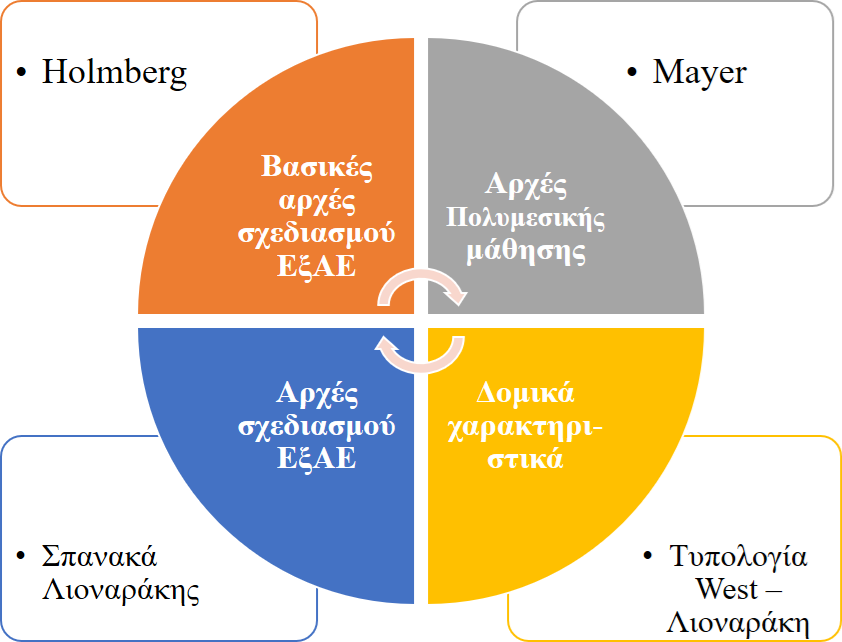 • Holmberg
• Mayer
Βασικές
αρχές
σχεδιασμού
ΕξΑΕ
Αρχές
Πολυμεσικής
μάθησης
Αρχές
σχεδιασμού
ΕξΑΕ
Δομικά
χαρακτηρι-
στικά
• Σπανακά
Λιοναράκης
• Τυπολογία
West –
Λιοναράκη